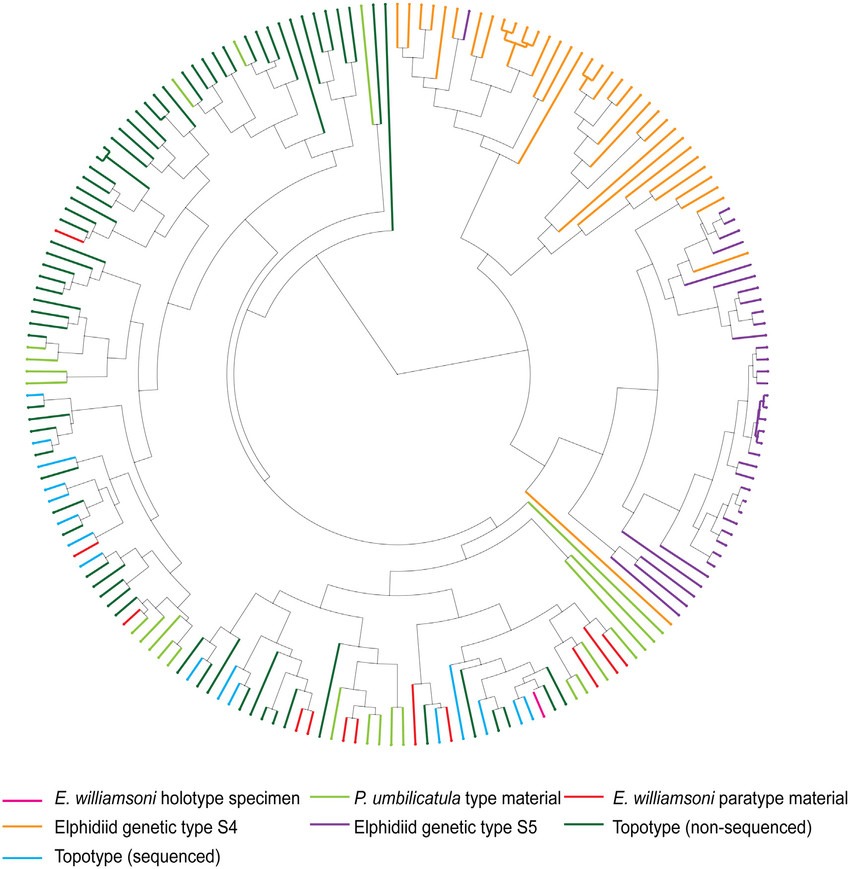 E. williamsoni holotype specimen
P. umbilicatula type material
E. williamsoni paratype material
Elphidiid genetic type S4
Elphidiid genetic type S5
Topotype (non-sequenced)
Topotype (sequenced)